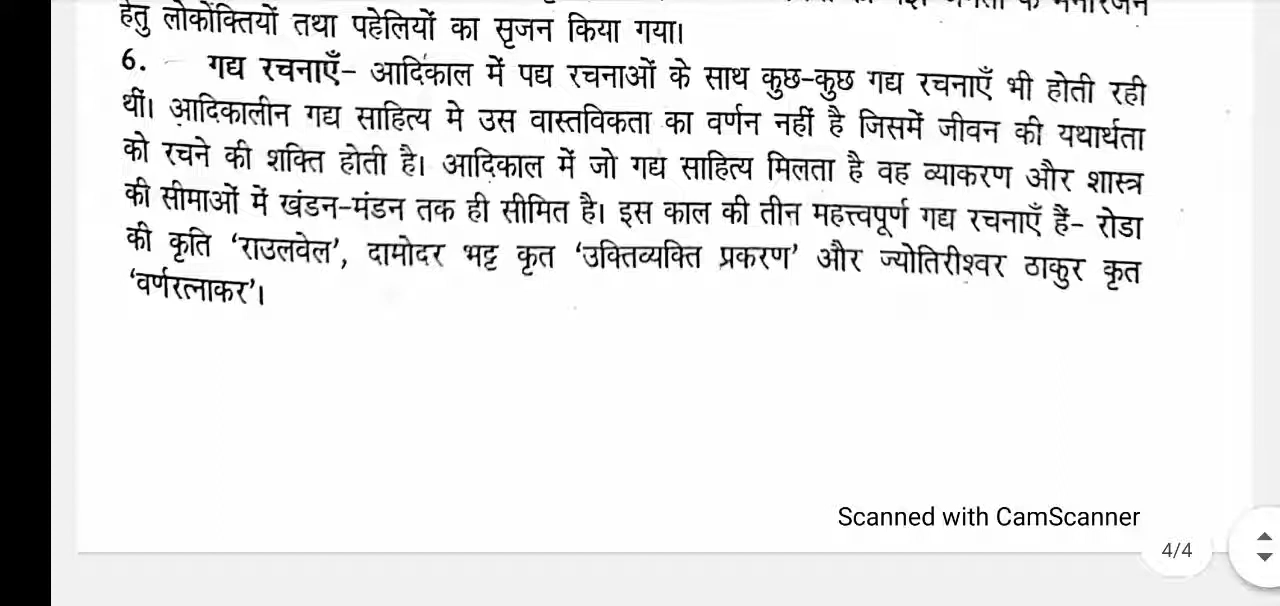 हेतु लोकोक्तियों तथा पहेलियों का सृजन किया गया।
6. गद्य रचनाएँ- आदिकाल में पद्य रचनाओं के साथ कुछ-कुछ गद्य रचनाएँ भी होती रही
थीं। आदिकालीन गद्य साहित्य मे उस वास्तविकता का वर्णन नहीं है जिसमें जीवन की यथार्थता
को रचने की शक्ति होती है। आदिकाल में जो गद्य साहित्य मिलता है वह व्याकरण और शास्त्र
की सीमाओं में खंडन-मंडन तक ही सीमित है। इस काल की तीन महत्त्वपूर्ण गद्य रचनाएँ हैं- रोडा
की कृति ‘राउलवेल’, दामोदर भट्ट कृत ‘उक्तिव्यक्ति प्रकरण’ और ज्योतिरीश्वर ठाकुर कृत
‘वर्णरत्नाकर’।
Scanned with CamScanner
4/4